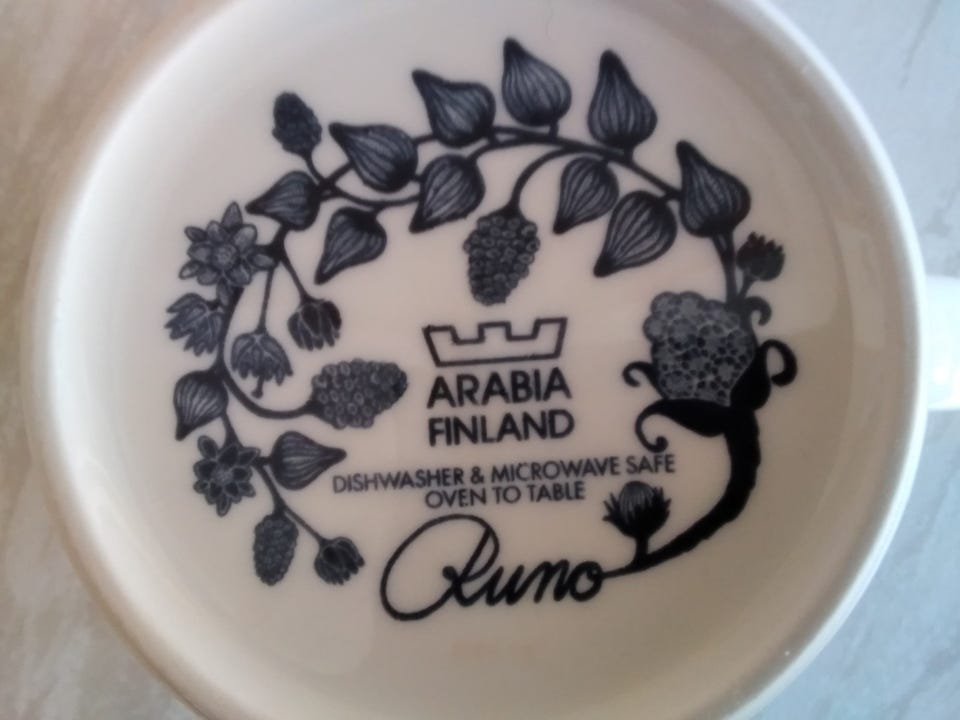 ARABIA
FINLAND
DISHWASHER & MICROWAVE SAFE
OVEN TO TABLE
Runo